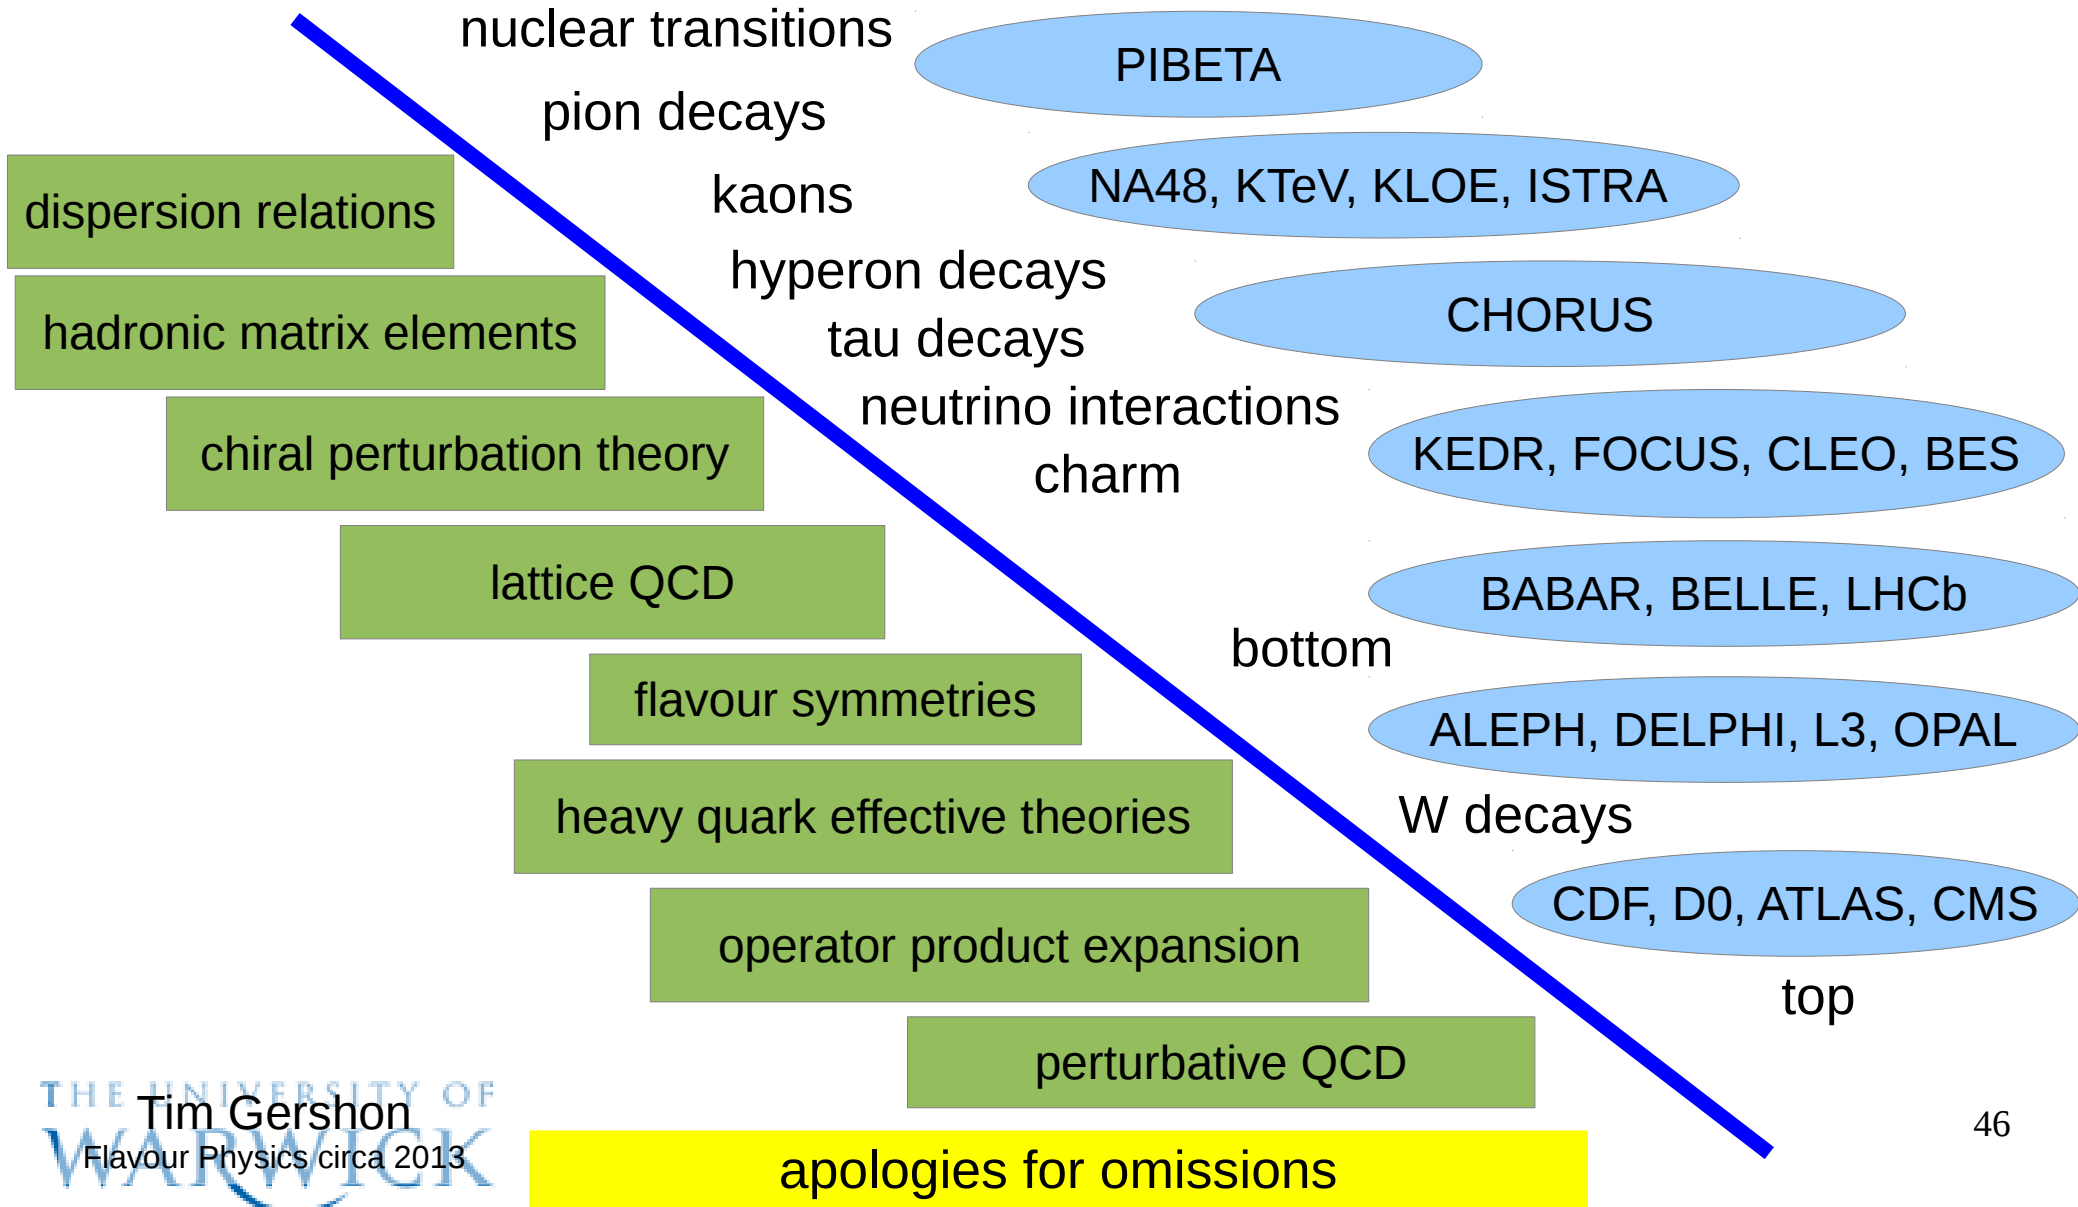 nuclear transitions
PIBETA
pion decays
NA48, KTeV, KLOE, ISTRA
kaons
dispersion relations
hyperon decays
CHORUS
hadronic matrix elements
tau decays
neutrino interactions
KEDR, FOCUS, CLEO, BES
chiral perturbation theory
charm
lattice QCD
BABAR, BELLE, LHCb
bottom
flavour symmetries
ALEPH, DELPHI, L3, OPAL
heavy quark effective theories
W decays
CDF, D0, ATLAS, CMS
operator product expansion
top
perturbative QCD
THE UNIVERSITY OF
WARWICK
Tim Gershon
Flavour Physics circa 2013
46
apologies for omissions